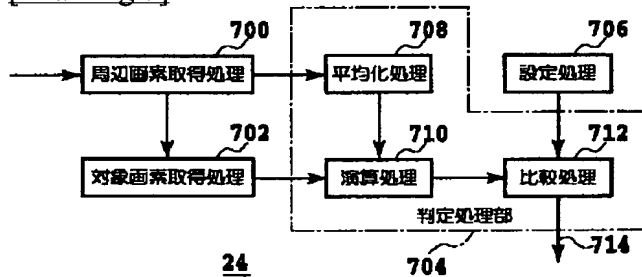 700
708
706
周辺画素取得処理
平均化処理
設定処理
702
710
712
対象画素取得処理
演算処理
比較処理
判定処理部
24
704
714